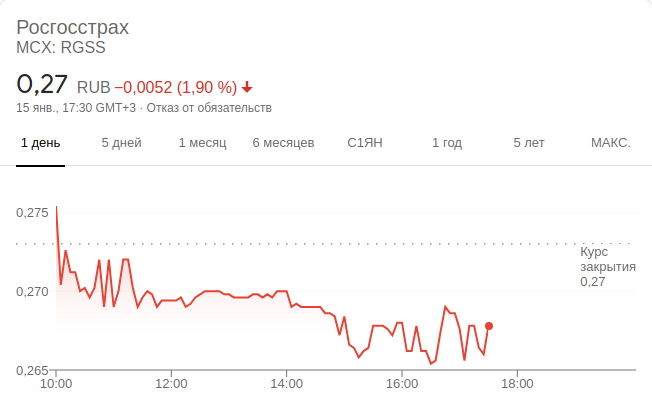 Росгосстрах
MCX: RGSS
0,27 RUB −0,0052 (1,90 %)
15 янв., 17:30 GMT+3 · Отказ от обязательств
1 день 5 дней 1 месяц 6 месяцев С1ЯН 1 год 5 лет МАКС.
0,275
Курс
закрытия
0,27
0,270
0,265
10:00 12:00 14:00 16:00 18:00